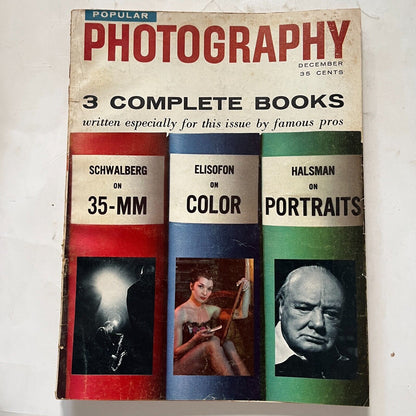 POPULAR
PHOTOGRAPHY
DECEMBER
35 CENTS
3 COMPLETE BOOKS
written especially for this issue by famous pros
SCHWALBERG
ON
35-MM
ELISOFON
ON
COLOR
HALSMAN
ON
PORTRAITS